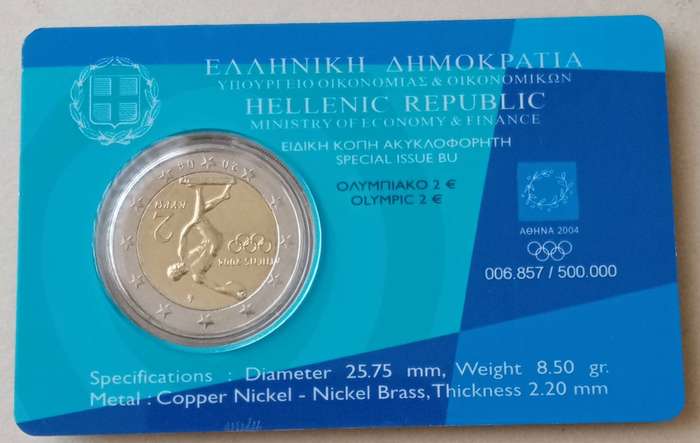 ΕΛΛΗΝΙΚΗ ΔΗΜΟΚΡΑΤΙΑ
ΥΠΟΥΡΓΕΙΟ ΟΙΚΟΝΟΜΙΑΣ & ΟΙΚΟΝΟΜΙΚΩΝ
HELLENIC REPUBLIC
MINISTRY OF ECONOMY & FINANCE
ΕΙΔΙΚΗ ΚΟΠΗ ΑΚΥΚΛΟΦΟΡΗΤΗ
SPECIAL ISSUE BU
ΟΛΥΜΠΙΑΚΟ 2 €
OLYMPIC 2 €
ΑΘΗΝΑ 2004
006.857 / 500.000
2
ΕΥΡΩ
Specifications : Diameter 25.75 mm, Weight 8.50 gr.
Metal : Copper Nickel - Nickel Brass, Thickness 2.20 mm